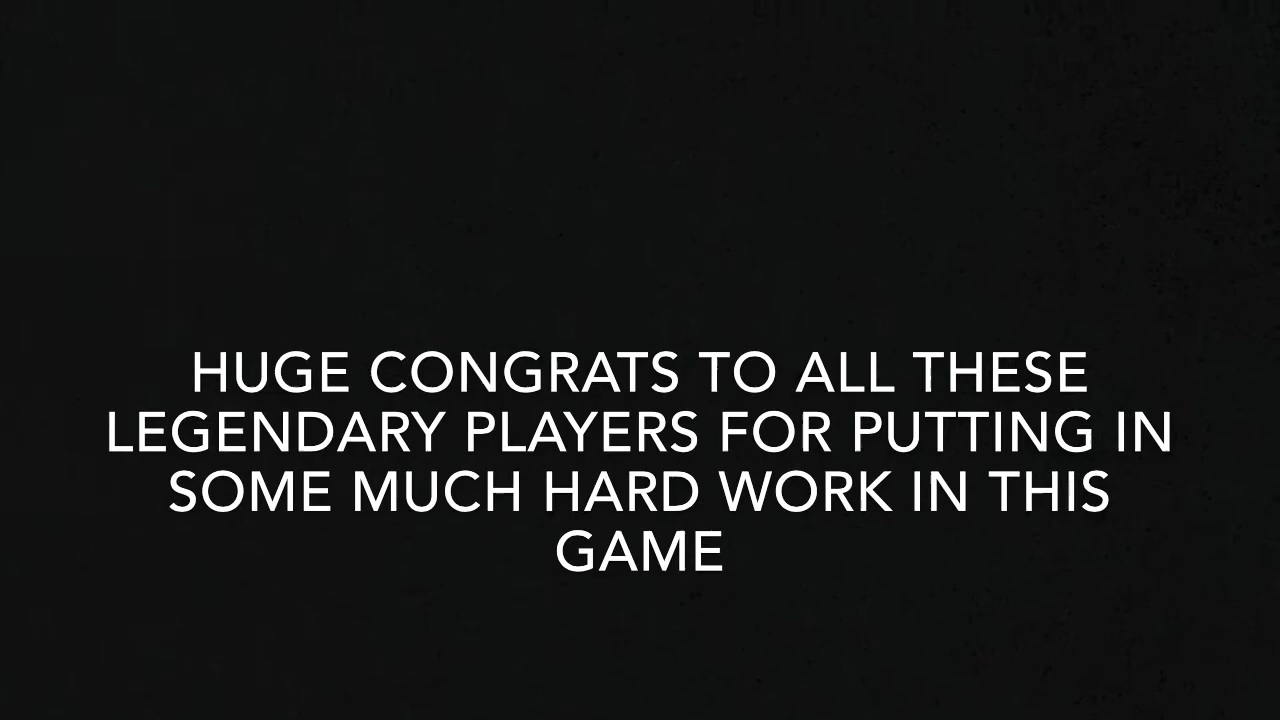 HUGE CONGRATS TO ALL THESE
LEGENDARY PLAYERS FOR PUTTING IN
SOME MUCH HARD WORK IN THIS
GAME